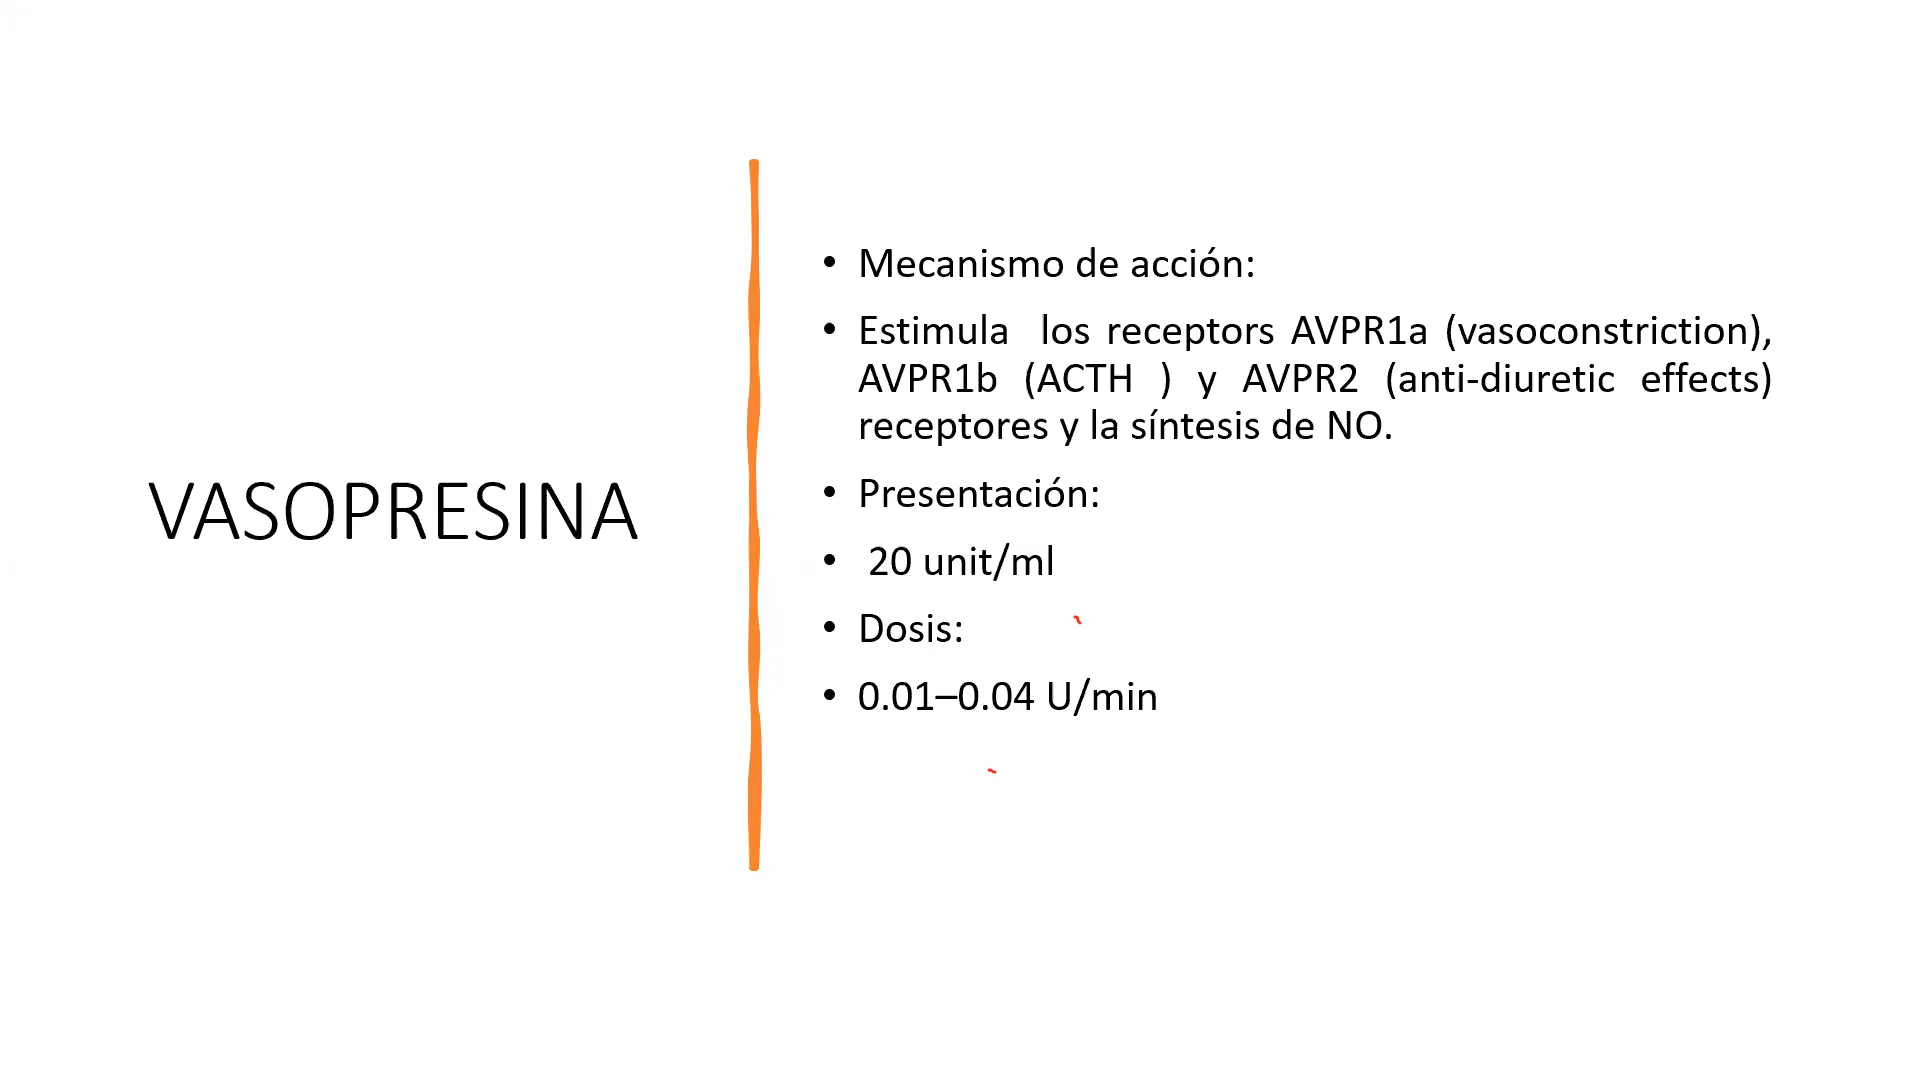 VASOPRESINA
• Mecanismo de acción:
• Estimula los receptors AVPR1a (vasoconstriction),
AVPR1b (ACTH ) y AVPR2 (anti-diuretic effects)
receptores y la síntesis de NO.
• Presentación:
• 20 unit/ml
• Dosis:
• 0.01–0.04 U/min